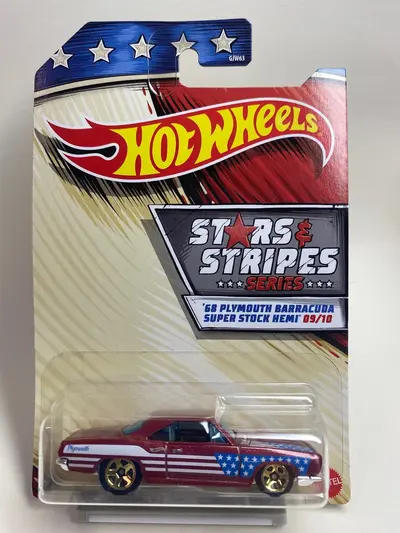 GJW63
HOT WHEELS
STARS &
STRIPES
SERIES
'68 PLYMOUTH BARRACUDA
SUPER STOCK HEMI® 09/10
Plymouth